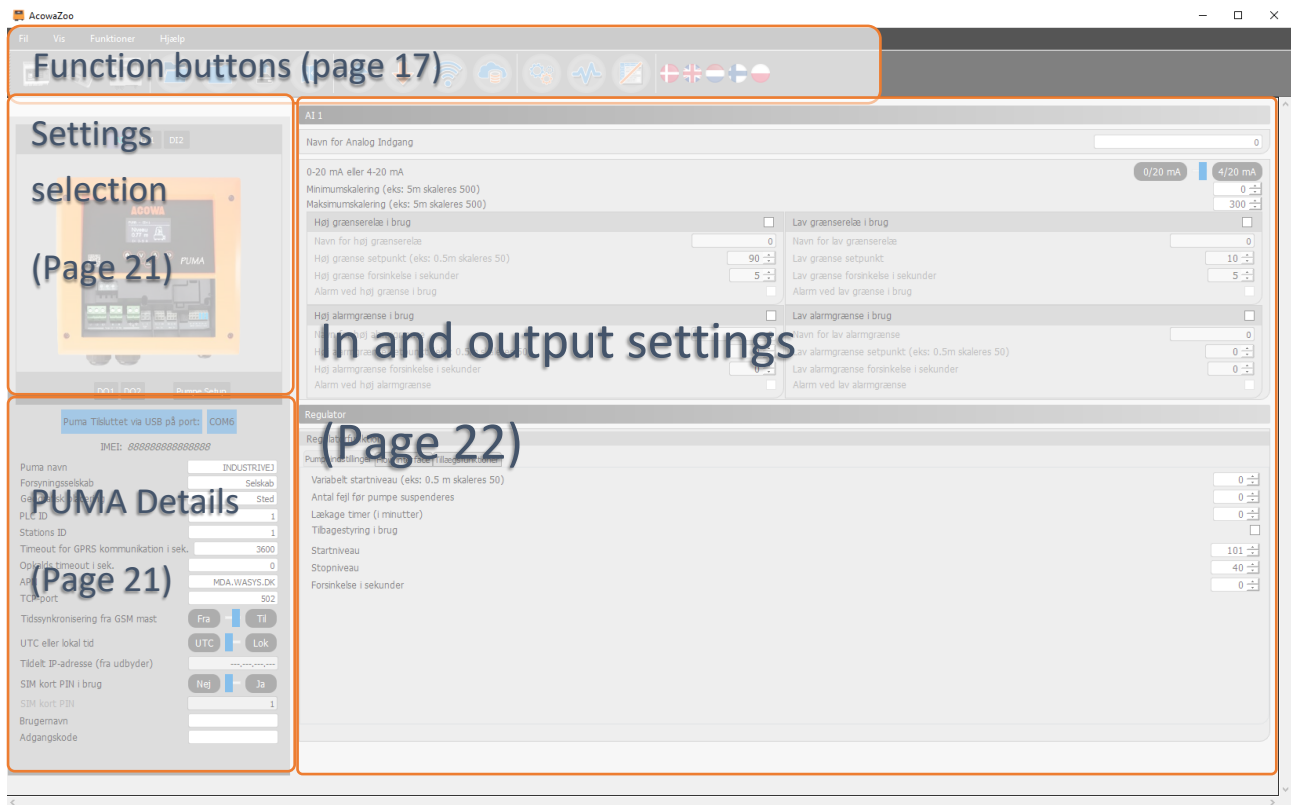 AcowaZoo
Fil Vis Funktioner Hjælp
Function buttons (page 17)
Settings
selection
(Page 21)
DI2
ACOWA
PUMA
DO1 DO2 Pumpe Setup
AI 1
Navn for Analog Indgang 0
0-20 mA eller 4-20 mA 0/20 mA 4/20 mA
Minimumskalering (eks: 5m skaleres 500) 0
Maksimumskalering (eks: 5m skaleres 500) 300
Høj grænserelæ i brug
Navn for høj grænserelæ 0
Høj grænse setpunkt (eks: 0.5m skaleres 50) 90
Høj grænse forsinkelse i sekunder 5
Alarm ved høj grænse i brug
Lav grænserelæ i brug
Navn for lav grænserelæ 0
Lav grænse setpunkt 10
Lav grænse forsinkelse i sekunder 5
Alarm ved lav grænse i brug
Høj alarmgrænse i brug
Høj alarmgrænse forsinkelse i sekunder 0
Alarm ved høj alarmgrænse
Lav alarmgrænse i brug
Navn for lav alarmgrænse 0
Lav alarmgrænse setpunkt (eks: 0.5m skaleres 50) 0
Lav alarmgrænse forsinkelse i sekunder 0
Alarm ved lav alarmgrænse
In and output settings
(Page 22)
Regulator
Variabelt startniveau (eks: 0.5 m skaleres 50) 0
Antal fejl før pumpe suspenderes 0
Lækage timer (i minutter) 0
Tilbagestyring i brug
Startniveau 101
Stopniveau 40
Forsinkelse i sekunder 0
Puma Tilsluttet via USB på port: COM6
IMEI: 888888888888888
PUMA Details
(Page 21)
Puma navn INDUSTRIVEJ
Forsyningsselskab Selskab
Sted
PLC ID 1
Stations ID 1
Timeout for GPRS kommunikation i sek. 3600
Opkalds timeout i sek. 0
MDA.WASYS.DK
TCP-port 502
Tidssynkronisering fra GSM mast Fra Til
UTC eller lokal tid UTC Lok
Tildelt IP-adresse (fra udbyder) ---.---.---.---
SIM kort PIN i brug Nej Ja
SIM kort PIN 1
Brugernavn
Adgangskode